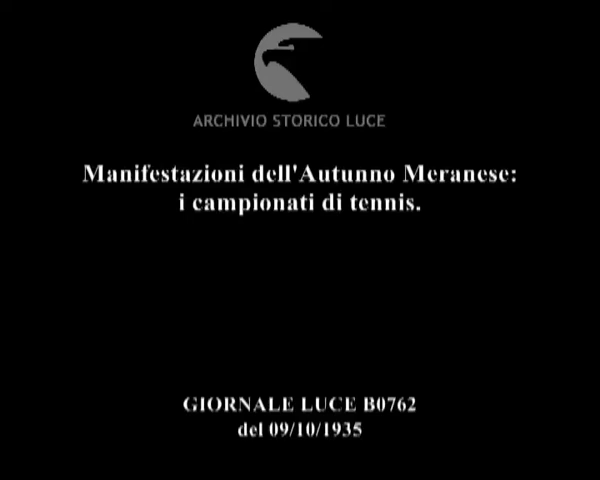 ARCHIVIO STORICO LUCE
Manifestazioni dell'Autunno Meranese:
i campionati di tennis.
GIORNALE LUCE B0762
del 09/10/1935